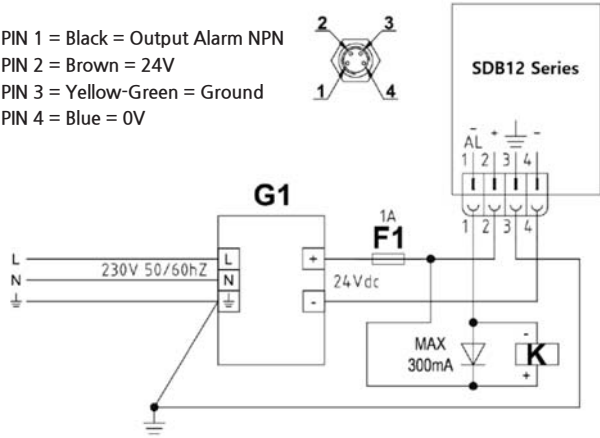 PIN 1 = Black = Output Alarm NPN
PIN 2 = Brown = 24V
PIN 3 = Yellow-Green = Ground
PIN 4 = Blue = 0V
2 3
1 4
SDB12 Series
- + -
AL
1 2 3 4
1 2 3 4
G1
1A
F1
L L +
230V 50/60hZ
N N
24Vdc
-
MAX
300mA
-
K
+